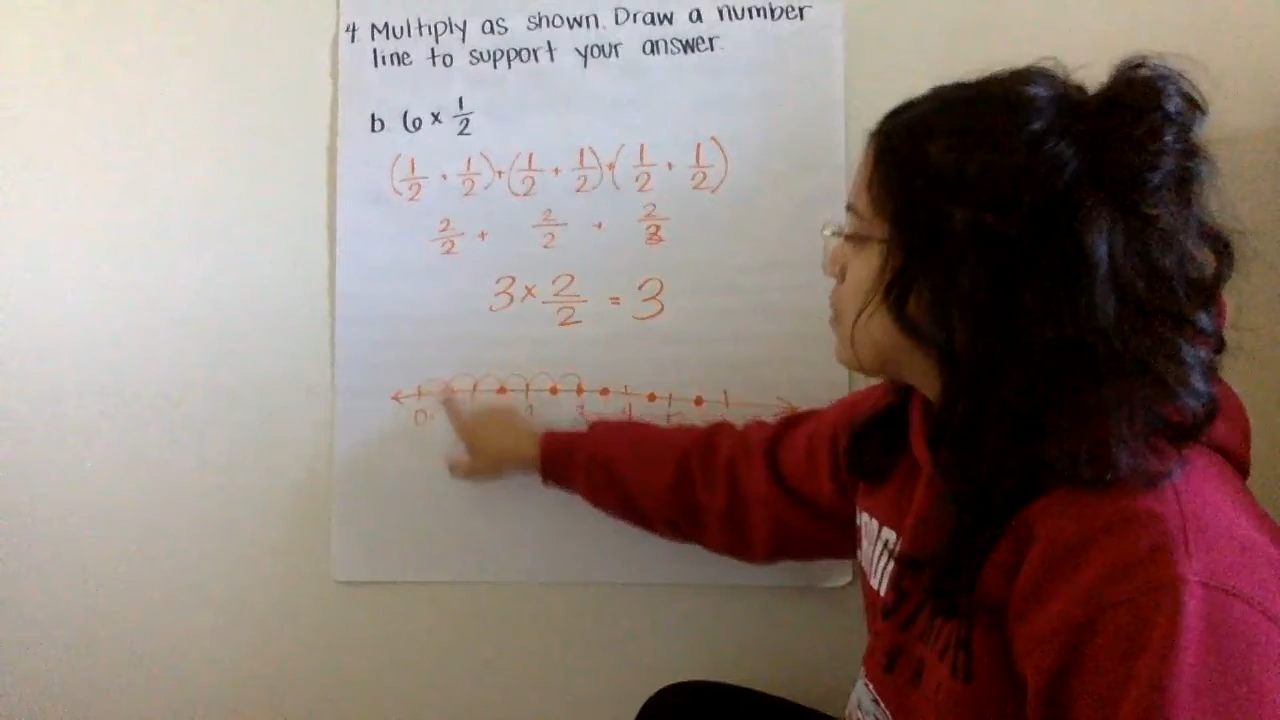 4. Multiply as shown. Draw a number
line to support your answer.
b. 6 × 1/2
(1/2 + 1/2) + (1/2 + 1/2) + (1/2 + 1/2)
2/2 + 2/2 + 2/2
3 × 2/2 = 3
0 2 3 4